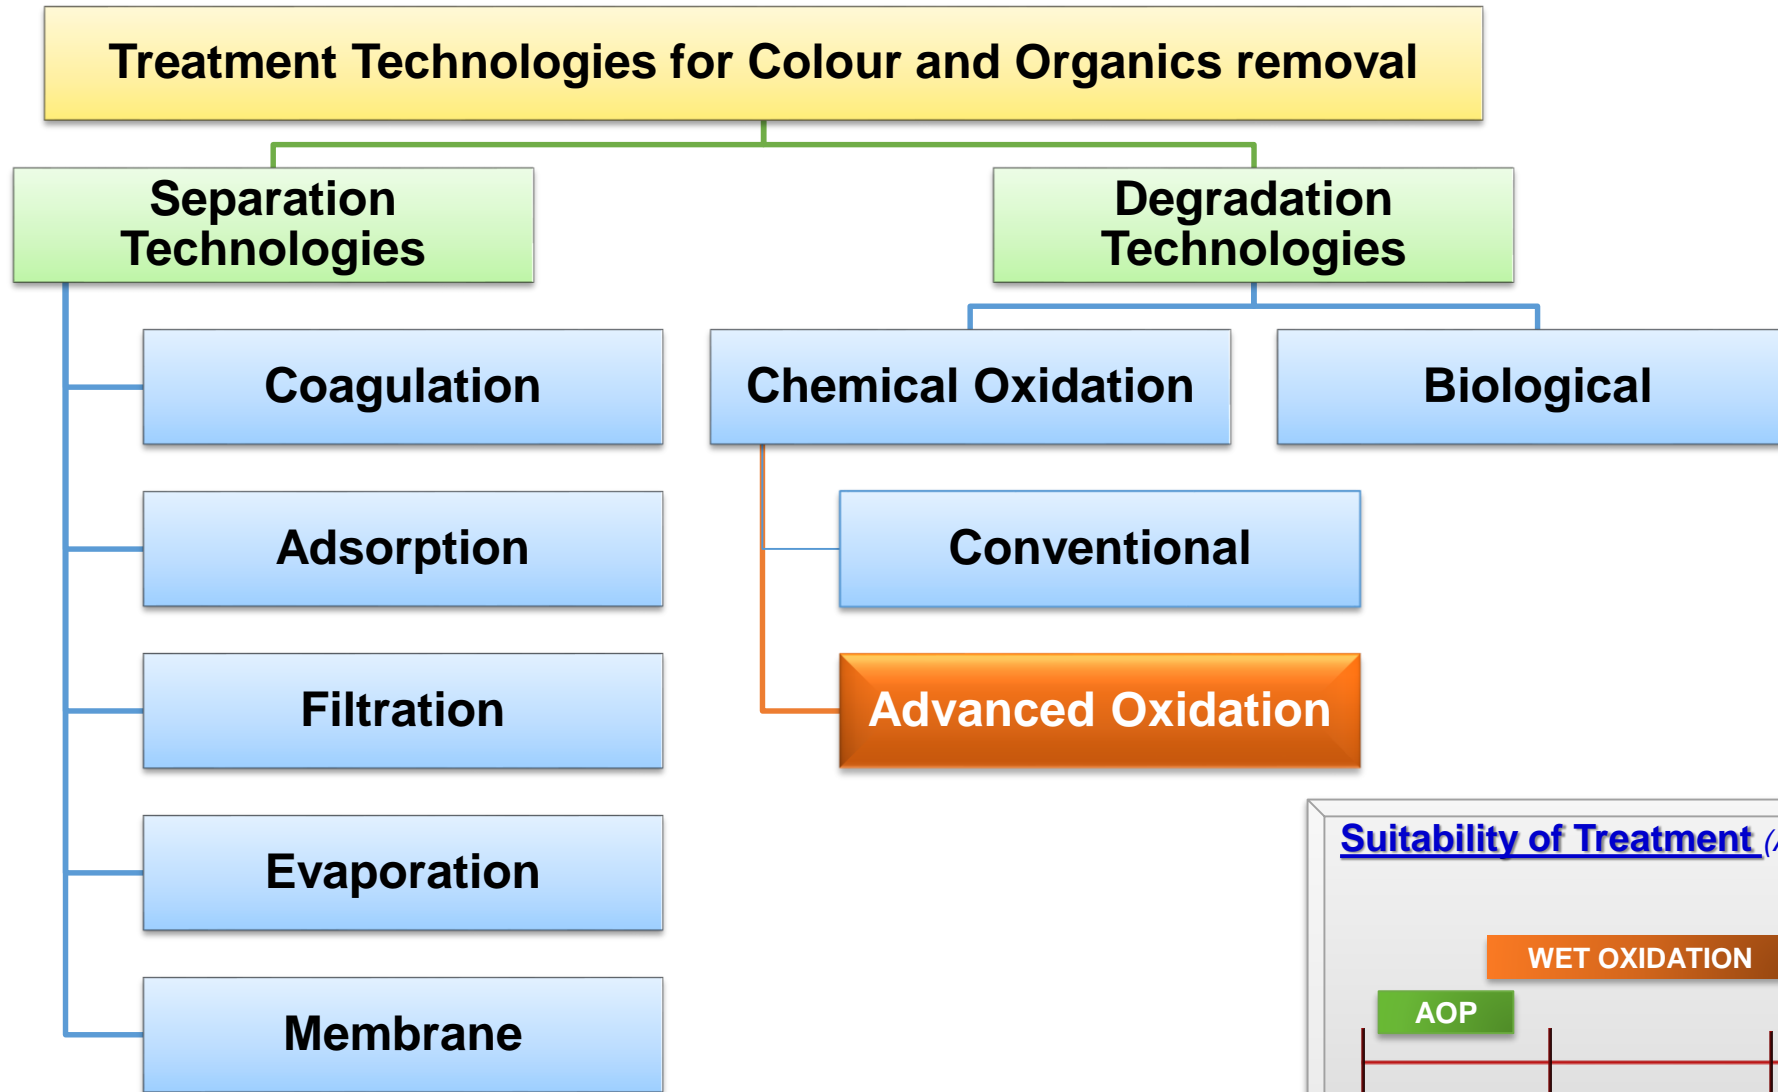 Treatment Technologies for Colour and Organics removal
Separation
Technologies
Degradation
Technologies
Coagulation
Chemical Oxidation
Biological
Adsorption
Conventional
Filtration
Advanced Oxidation
Evaporation
Membrane
Suitability of Treatment
WET OXIDATION
AOP